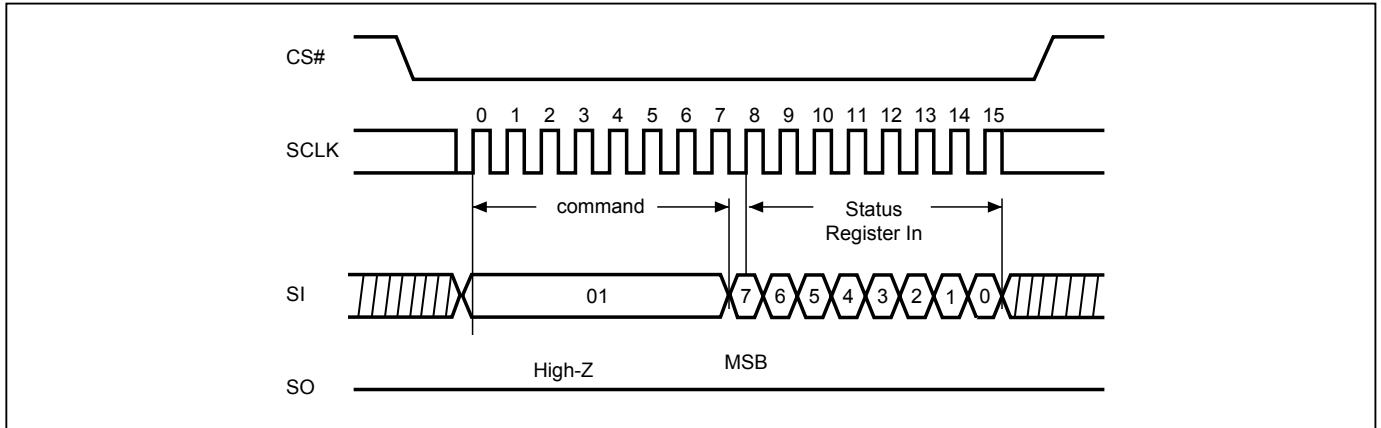 CS#
0 1 2 3 4 5 6 7 8 9 10 11 12 13 14 15
SCLK
command
Status
Register In
SI
01
7 6 5 4 3 2 1 0
High-Z
MSB
SO